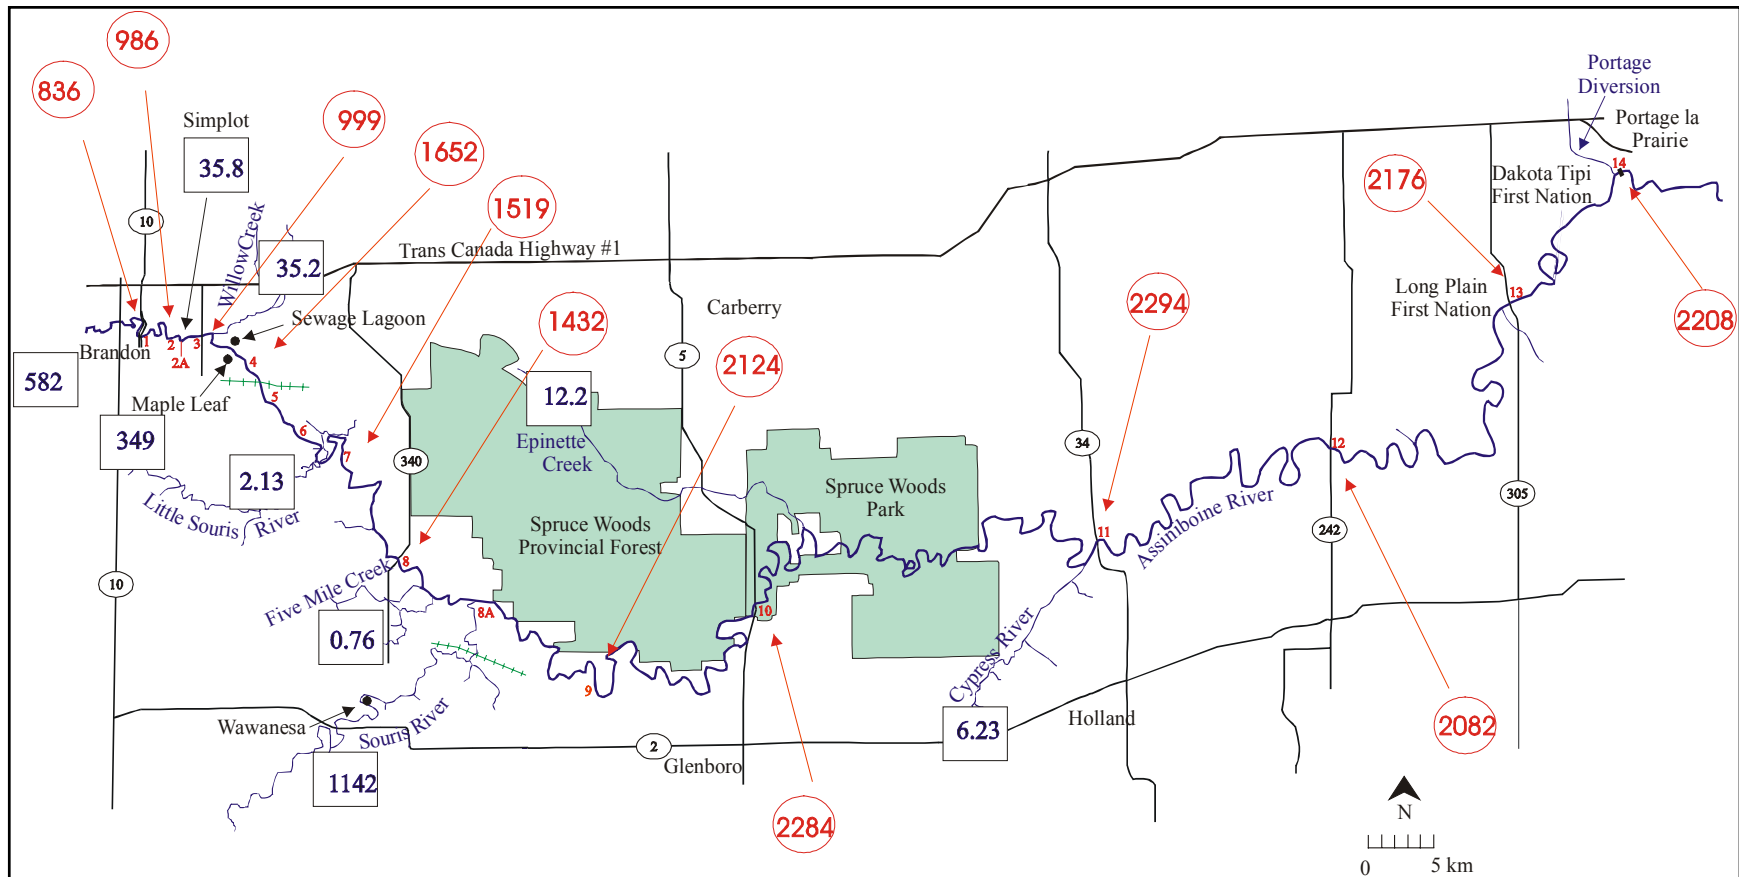 986
836
Simplot
999
35.8
1652
1519
10
WillowCreek
35.2
Trans Canada Highway #1
Portage
Diversion
Portage la
Prairie
14
2176
Dakota Tipi
First Nation
Long Plain
First Nation
13
2208
Carberry
2294
Sewage Lagoon
1432
5
2124
Brandon
1
2
2A
3
4
5
6
7
582
Maple Leaf
349
2.13
Little Souris River
340
12.2
Epinette
Creek
Spruce Woods
Provincial Forest
Spruce Woods
Park
34
11
Assiniboine River
12
242
305
10
Five Mile Creek
8
8A
0.76
9
10
Cypress River
Wawanesa
Souris River
1142
2
Glenboro
6.23
Holland
2082
2284
N
0
5 km